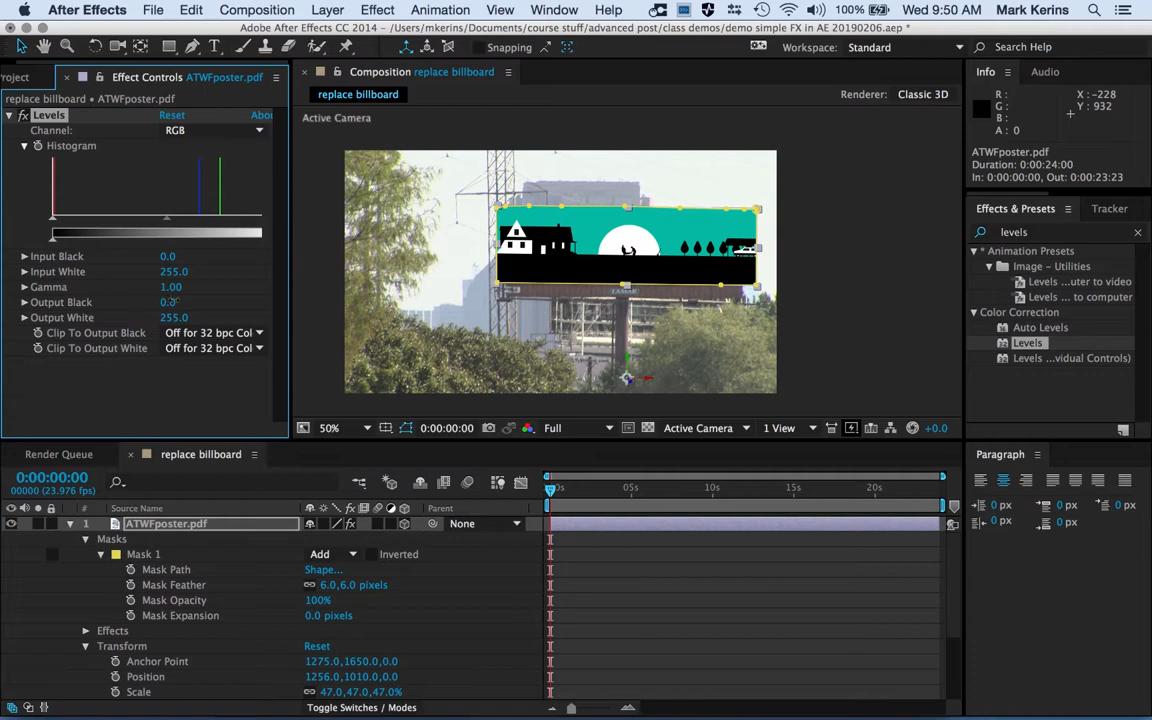 After Effects File Edit Composition Layer Effect Animation View Window Help 100% Wed 9:50 AM Mark Kerins
Adobe After Effects CC 2014 - /Users/mkerins/Documents/course stuff/advanced post/class demos/demo simple FX in AE 20190206.aep *
Snapping Workspace: Standard Search Help
roject × Effect Controls ATWFposter.pdf
replace billboard • ATWFposter.pdf
fx Levels Reset Abou
Channel: RGB
Histogram
Input Black 0.0
Input White 255.0
Gamma 1.00
Output Black 0.0
Output White 255.0
Clip To Output Black Off for 32 bpc Col
Clip To Output White Off for 32 bpc Col
× Composition replace billboard
replace billboard Renderer: Classic 3D
Active Camera
LAMAR
50% 0:00:00:00 Full Active Camera 1 View +0.0
Info Audio
R: X: -228
G: Y: 932
B:
A: 0
ATWFposter.pdf
Duration: 0:00:24:00
In: 0:00:00:00, Out: 0:00:23:23
Effects & Presets Tracker
levels ×
* Animation Presets
Image – Utilities
Levels ...uter to video
Levels ... to computer
Color Correction
Auto Levels
Levels
Levels ...vidual Controls)
Paragraph
0 px 0 px 0 px
0 px 0 px
Render Queue × replace billboard
0:00:00:00
00000 (23.976 fps)
:00s 05s 10s 15s 20s
# Source Name fx Parent
1 ATWFposter.pdf fx None
Masks
Mask 1 Add Inverted
Mask Path Shape...
Mask Feather 6.0,6.0 pixels
Mask Opacity 100%
Mask Expansion 0.0 pixels
Effects
Transform Reset
Anchor Point 1275.0,1650.0,0.0
Position 1256.0,1010.0,0.0
Scale 47.0,47.0,47.0%
Toggle Switches / Modes